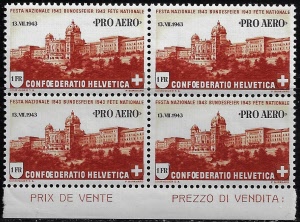 FESTA NAZIONALE 1943 BUNDESFEIER 1943 FÊTE NATIONALE
13.VII.1943 +PRO AERO+
1 FR
CONFŒDERATIO HELVETICA
FESTA NAZIONALE 1943 BUNDESFEIER 1943 FÊTE NATIONALE
13.VII.1943 +PRO AERO+
1 FR
CONFŒDERATIO HELVETICA
FESTA NAZIONALE 1943 BUNDESFEIER 1943 FÊTE NATIONALE
13.VII.1943 +PRO AERO+
1 FR
CONFŒDERATIO HELVETICA
FESTA NAZIONALE 1943 BUNDESFEIER 1943 FÊTE NATIONALE
13.VII.1943 +PRO AERO+
1 FR
CONFŒDERATIO HELVETICA
PRIX DE VENTE PREZZO DI VENDITA: